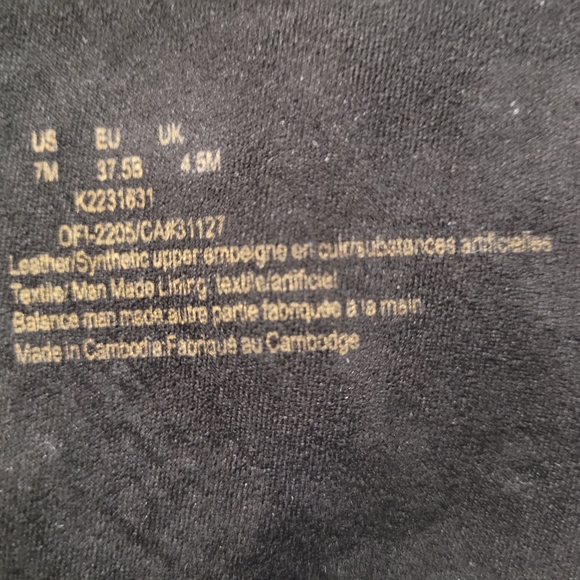 US EU UK
7M 37.5B 4.5M
K2231631
DFI-2205/CA#31127
Leather/Synthetic upper empeigne en cuir/substances artificielles
Textile/Man Made Lining textile/artificiel
Balance man made autre partie fabriquée à la main
Made in Cambodia Fabriqué au Cambodge